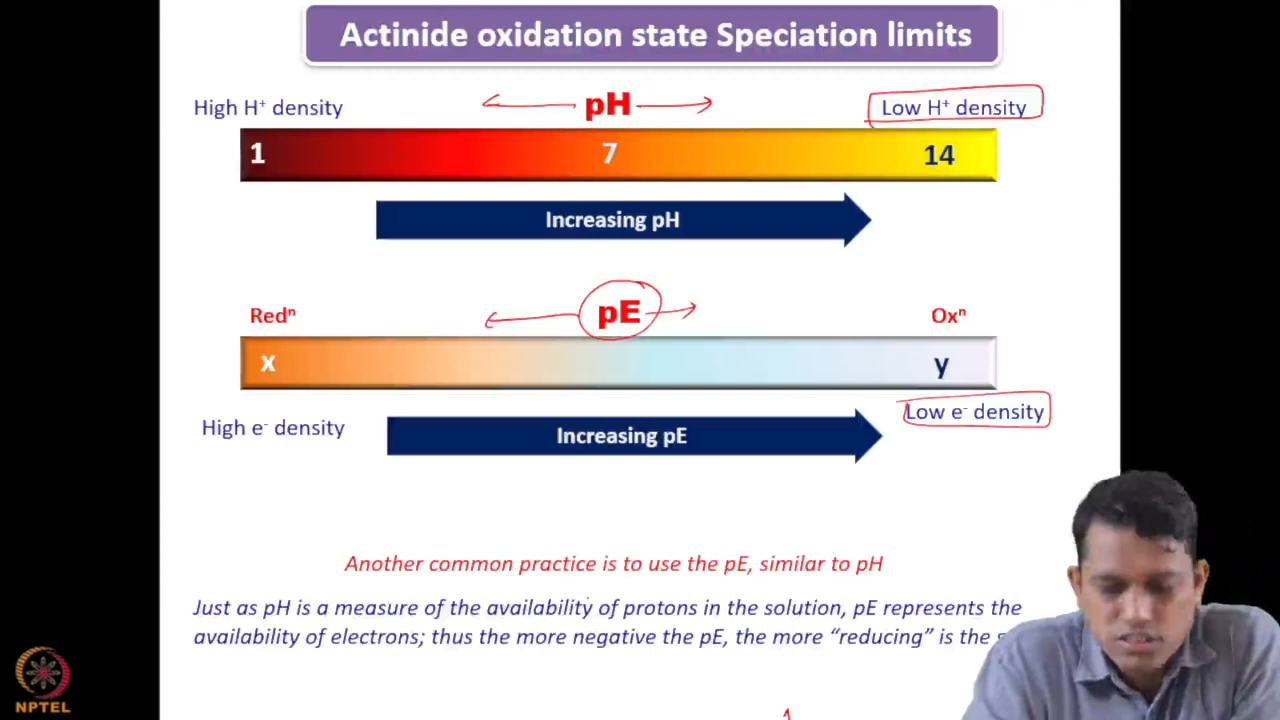 Actinide oxidation state Speciation limits
High H⁺ density
pH
Low H⁺ density
1
7
14
Increasing pH
Redⁿ
pE
Oxⁿ
x
y
High e⁻ density
Low e⁻ density
Increasing pE
Another common practice is to use the pE, similar to pH
Just as pH is a measure of the availability of protons in the solution, pE represents the
availability of electrons; thus the more negative the pE, the more “reducing” is the
NPTEL